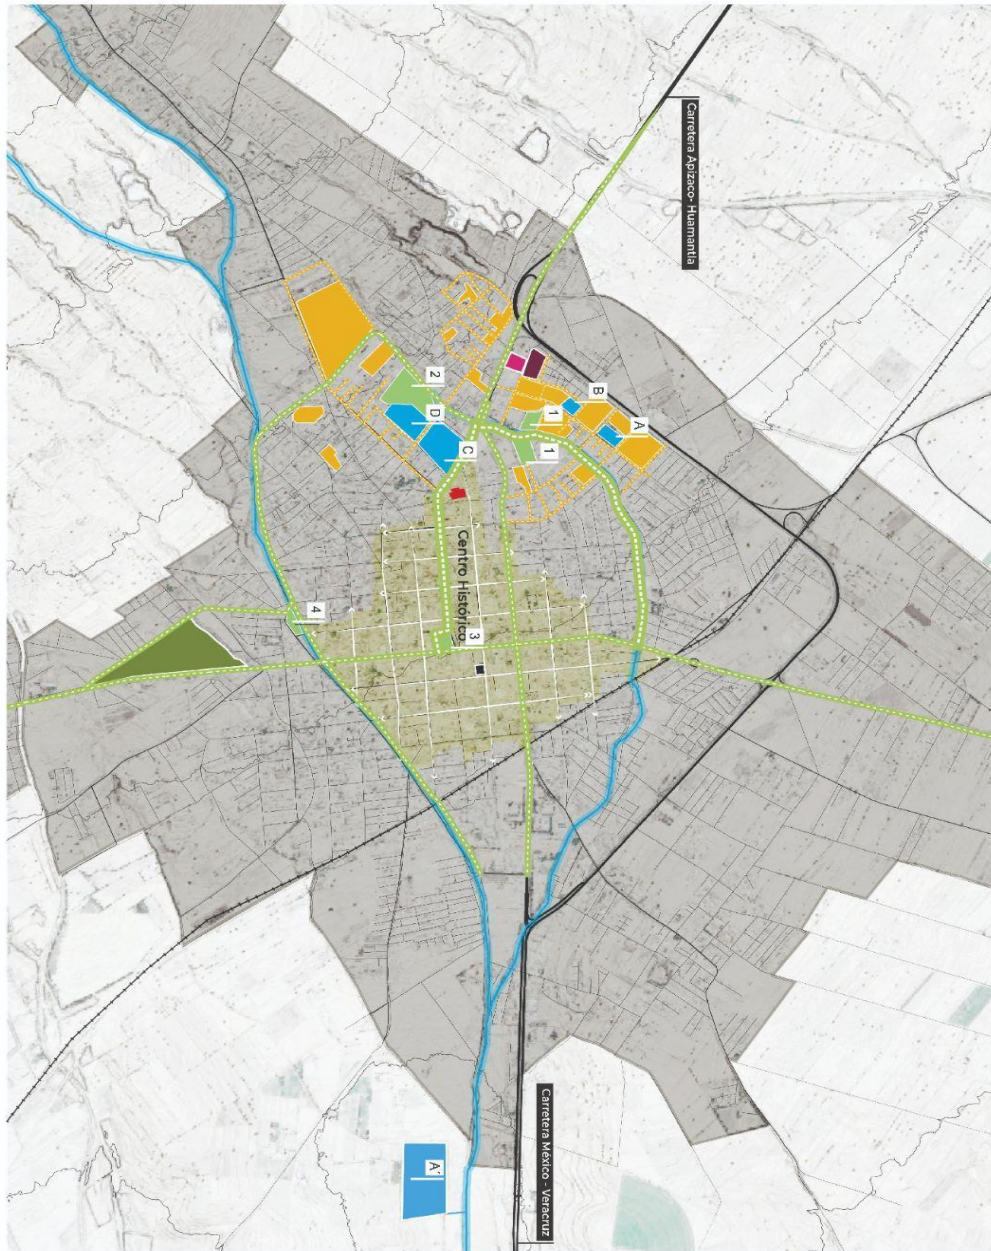 Carretera Apizaco- Huamantla
B
A
2
1
D
1
C
Centro Histórico
4
3
Carretera México - Veracruz
A'